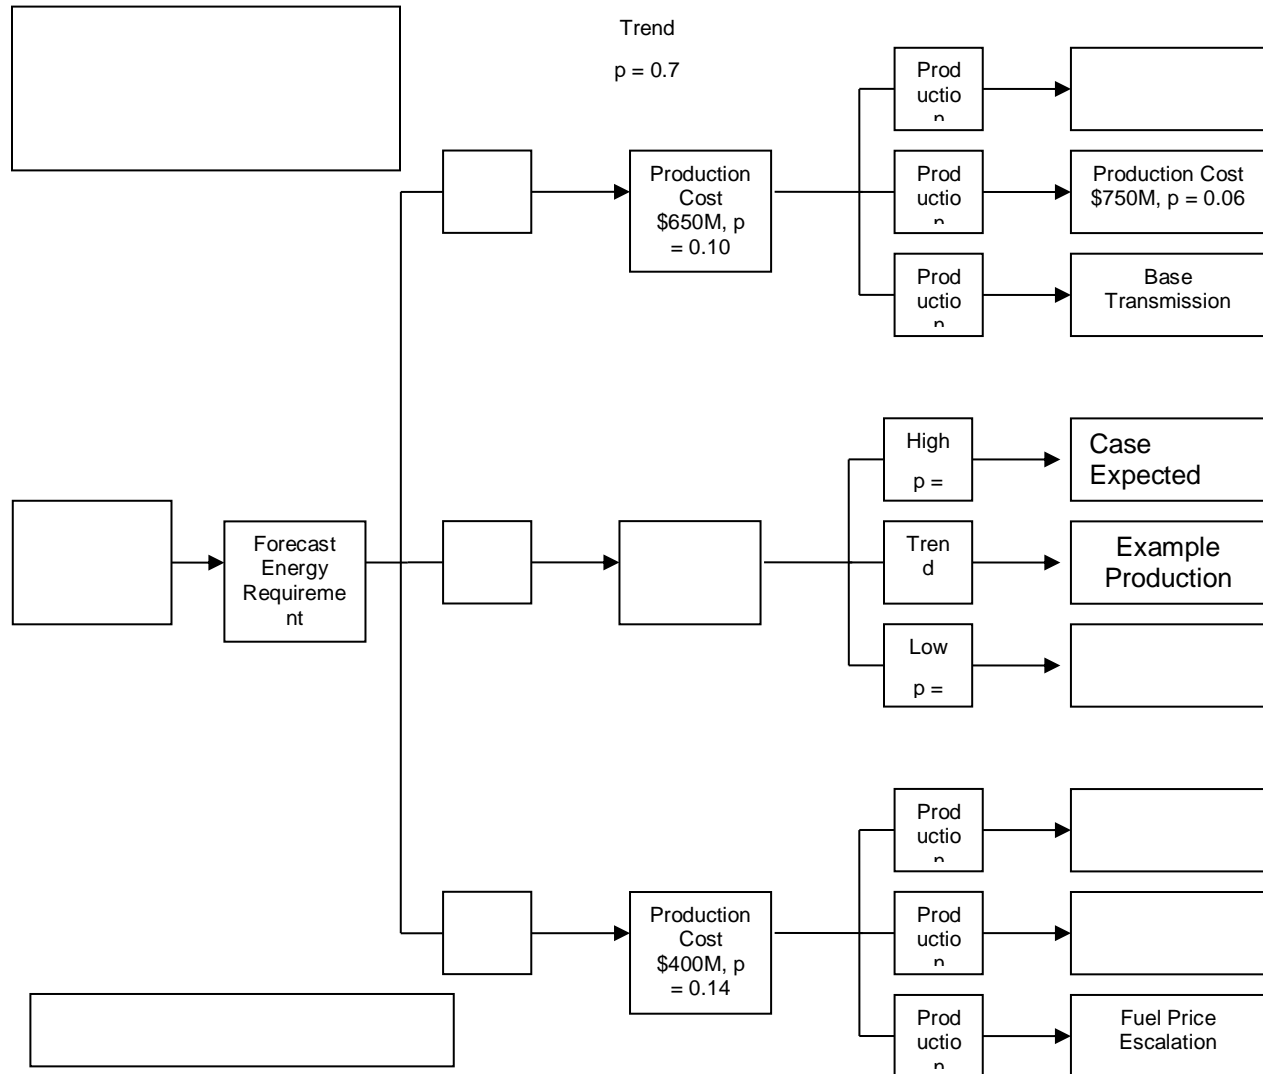 Trend
p = 0.7
Prod
uctio
Production
Cost
$650M, p
= 0.10
Prod
uctio
Production Cost
$750M, p = 0.06
Prod
uctio
Base
Transmission
High
p =
Case
Expected
Forecast
Energy
Requireme
nt
Tren
d
Example
Production
Low
p =
Prod
uctio
Production
Cost
$400M, p
= 0.14
Prod
uctio
Prod
uctio
Fuel Price
Escalation